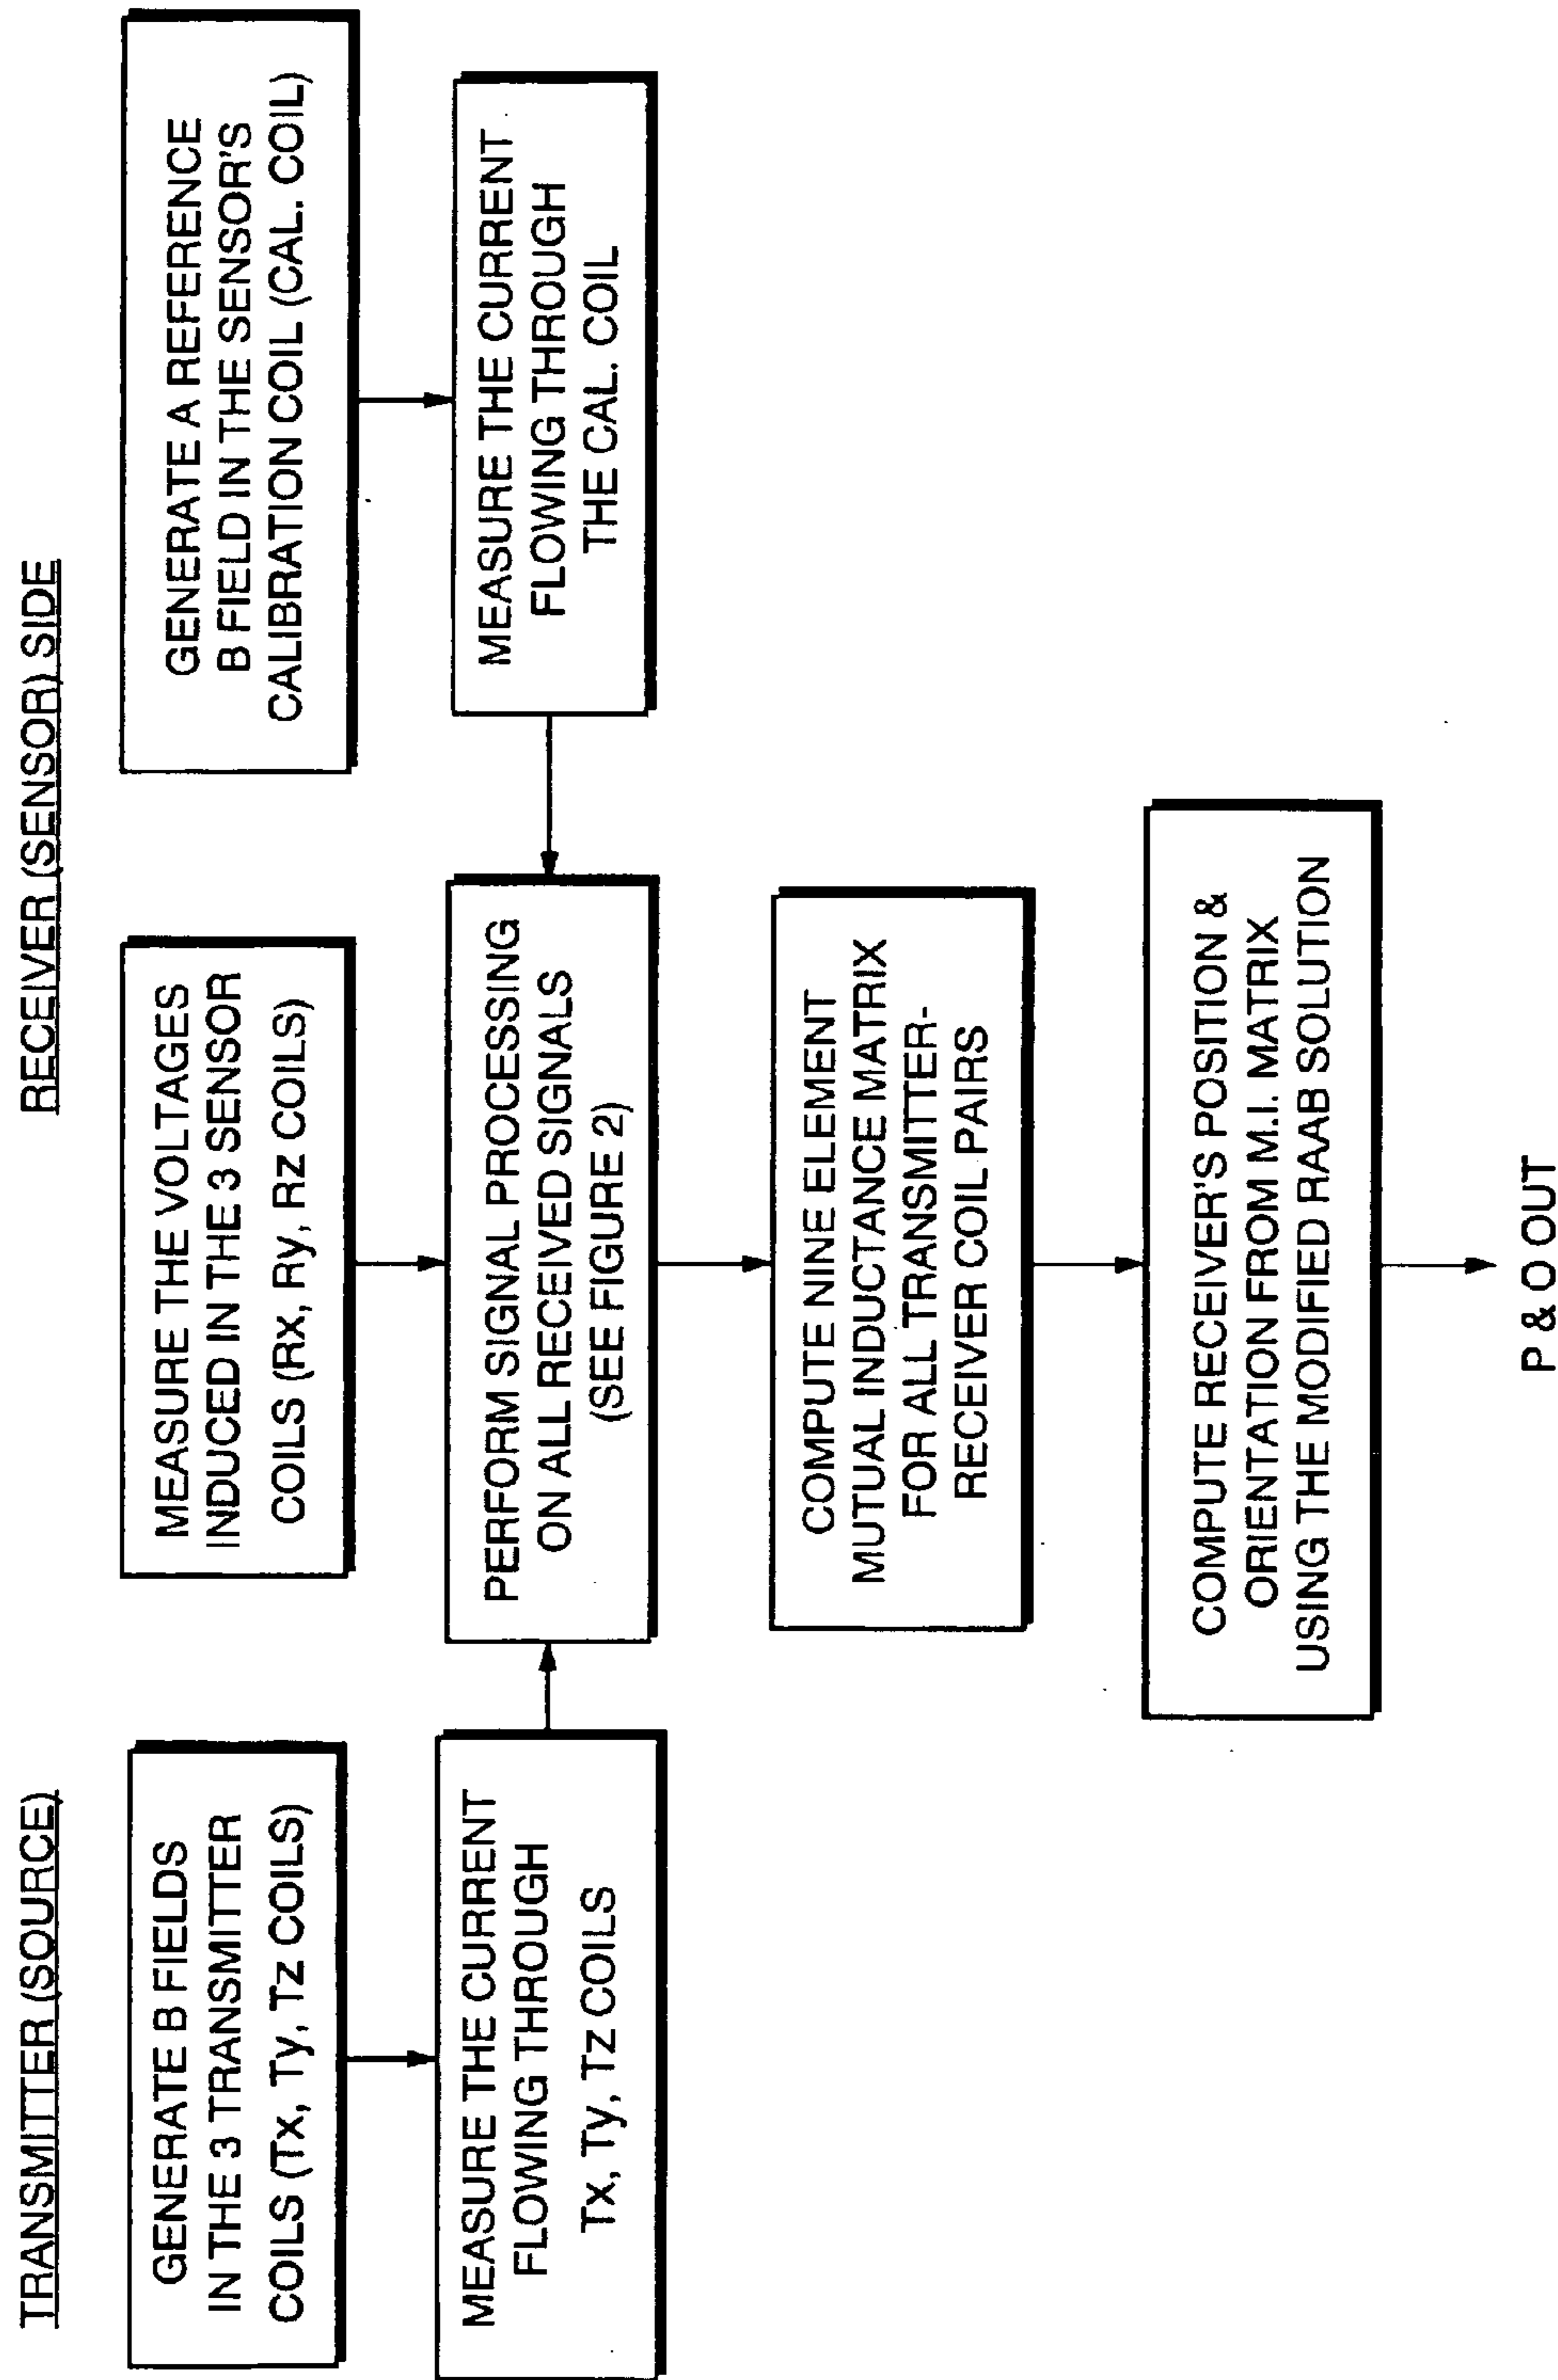 TRANSMITTER (SOURCE)
RECEIVER (SENSOR) SIDE
GENERATE B FIELDS
IN THE 3 TRANSMITTER
COILS (Tx, Ty, Tz COILS)
MEASURE THE VOLTAGES
INDUCED IN THE 3 SENSOR
COILS (Rx, Ry, Rz COILS)
GENERATE A REFERENCE
B FIELD IN THE SENSOR'S
CALIBRATION COIL (CAL. COIL)
MEASURE THE CURRENT
FLOWING THROUGH
Tx, Ty, Tz COILS
PERFORM SIGNAL PROCESSING
ON ALL RECEIVED SIGNALS
(SEE FIGURE 2)
MEASURE THE CURRENT
FLOWING THROUGH
THE CAL. COIL
COMPUTE NINE ELEMENT
MUTUAL INDUCTANCE MATRIX
FOR ALL TRANSMITTER-
RECEIVER COIL PAIRS
COMPUTE RECEIVER'S POSITION &
ORIENTATION FROM M.I. MATRIX
USING THE MODIFIED RAAB SOLUTION
P & O OUT